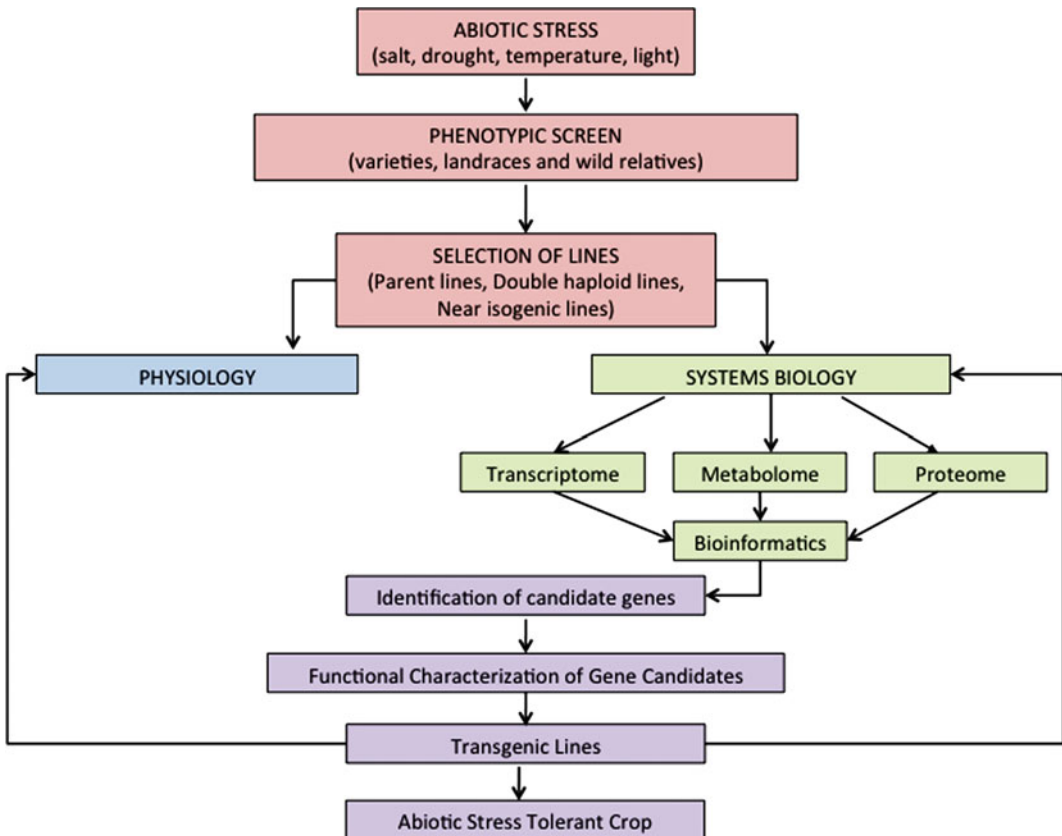 ABIOTIC STRESS
(salt, drought, temperature, light)
PHENOTYPIC SCREEN
(varieties, landraces and wild relatives)
SELECTION OF LINES
(Parent lines, Double haploid lines,
Near isogenic lines)
PHYSIOLOGY
SYSTEMS BIOLOGY
Transcriptome
Metabolome
Proteome
Bioinformatics
Identification of candidate genes
Functional Characterization of Gene Candidates
Transgenic Lines
Abiotic Stress Tolerant Crop